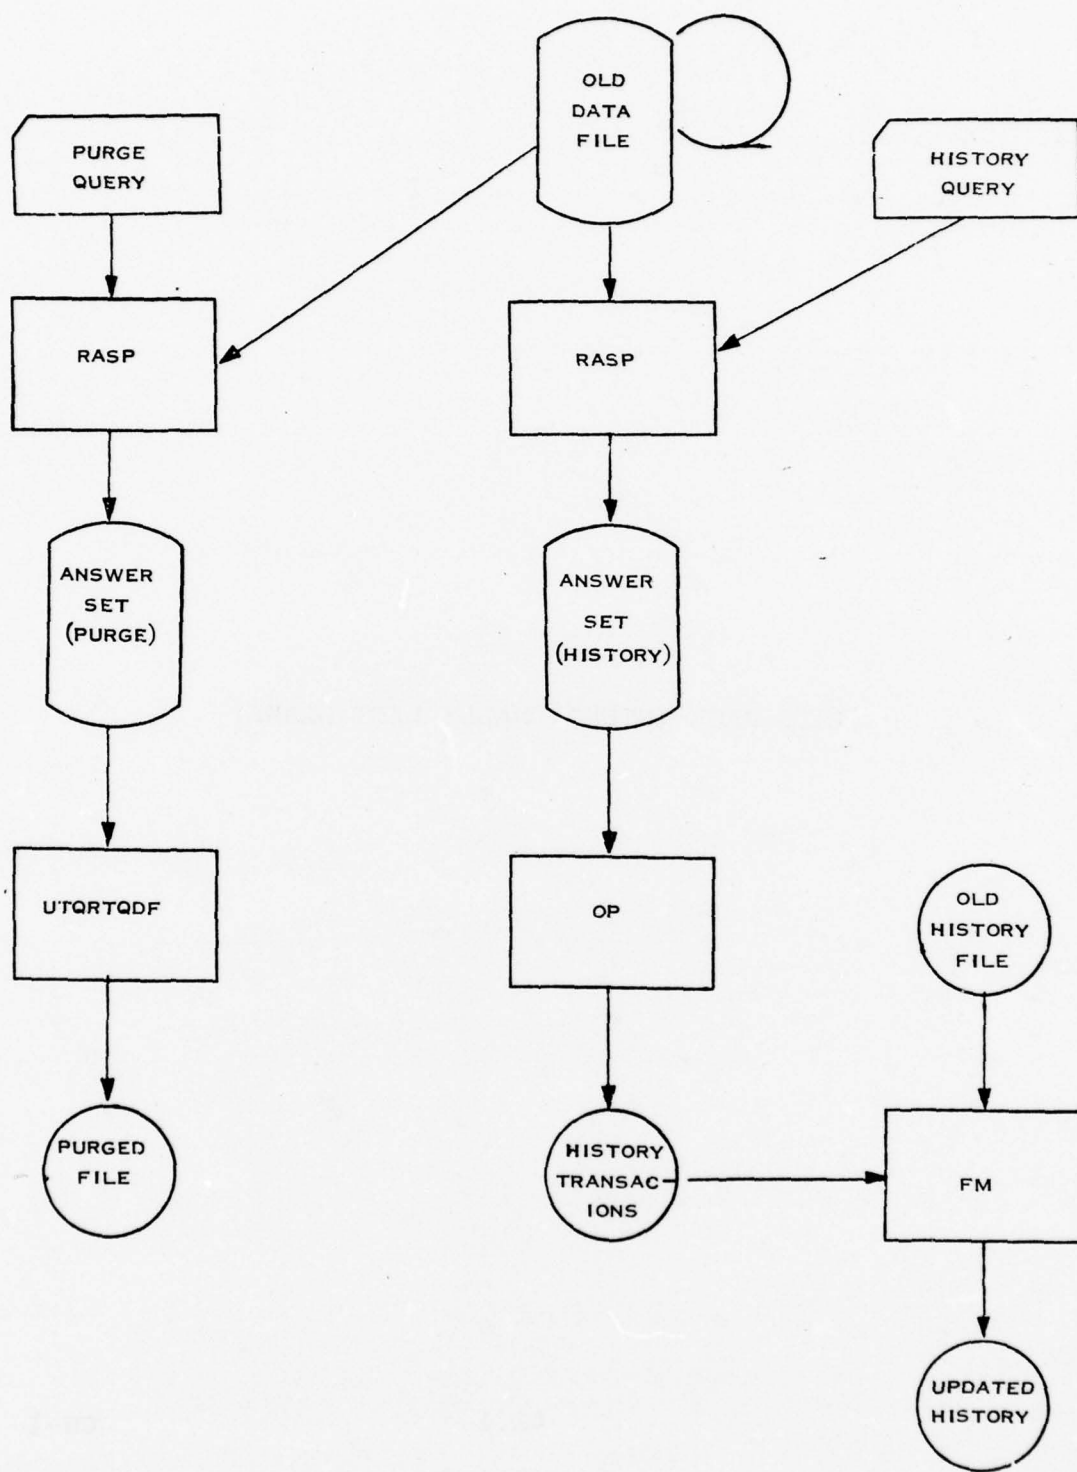 OLD
DATA
FILE
PURGE
QUERY
HISTORY
QUERY
RASP
RASP
ANSWER
SET
(PURGE)
ANSWER
SET
(HISTORY)
UTQRTQDF
OP
OLD
HISTORY
FILE
PURGED
FILE
HISTORY
TRANSAC-
IONS
FM
UPDATED
HISTORY